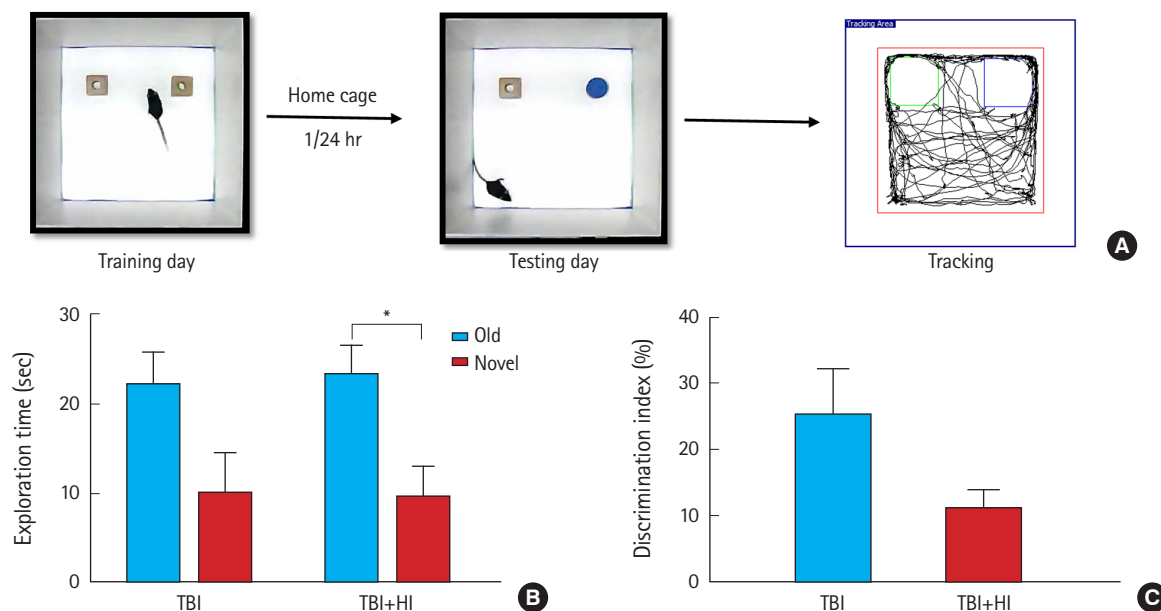 Tracking Area
Home cage
1/24 hr
Training day
Testing day
Tracking
A
30
20
10
0
Exploration time (sec)
*
Old
Novel
TBI
TBI+HI
B
40
30
20
10
0
Discrimination index (%)
TBI
TBI+HI
C